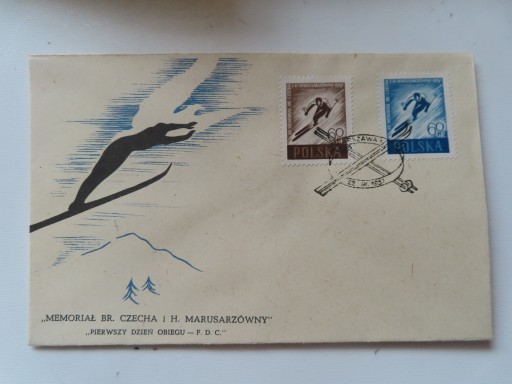 60
POLSKA
60
POLSKA
„MEMORIAŁ BR. CZECHA i H. MARUSARZÓWNY"
„PIERWSZY DZIEŃ OBIEGU — F. D. C."